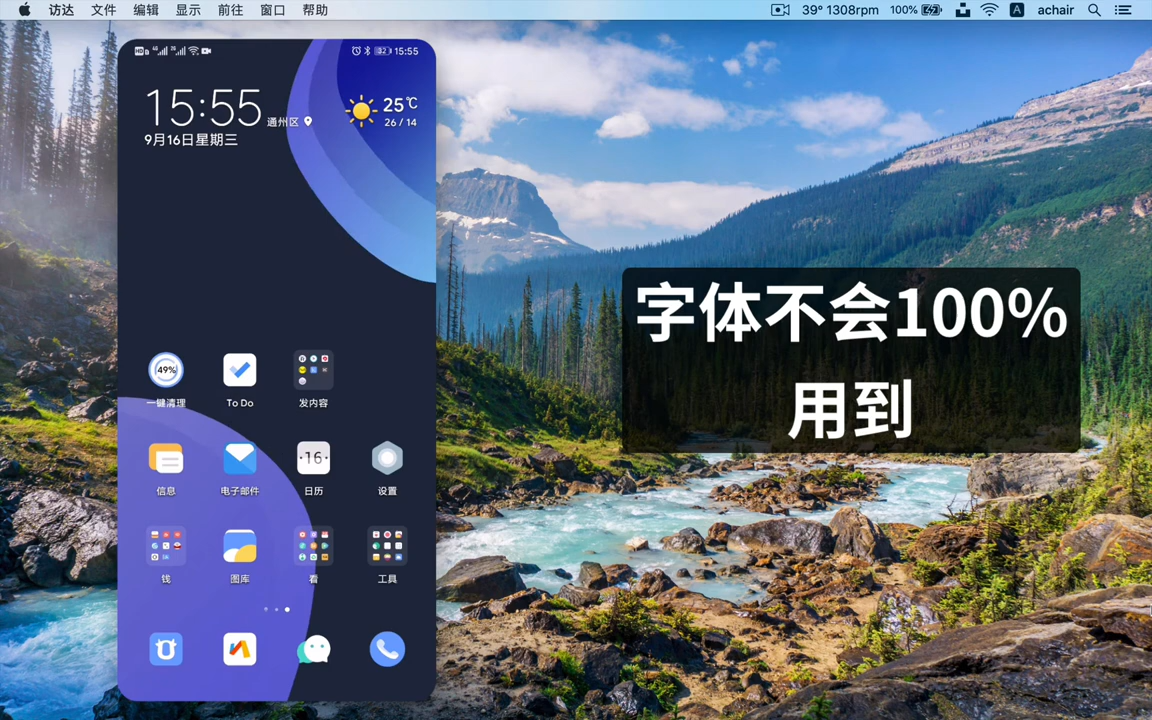 访达 文件 编辑 显示 前往 窗口 帮助
39° 1308rpm 100% A achair
15:55
15:55
通州区
9月16日星期三
25℃
26 / 14
字体不会100%
用到
49%
一键清理 To Do 发内容
·16·
信息 电子邮件 日历 设置
钱 图库 看 工具